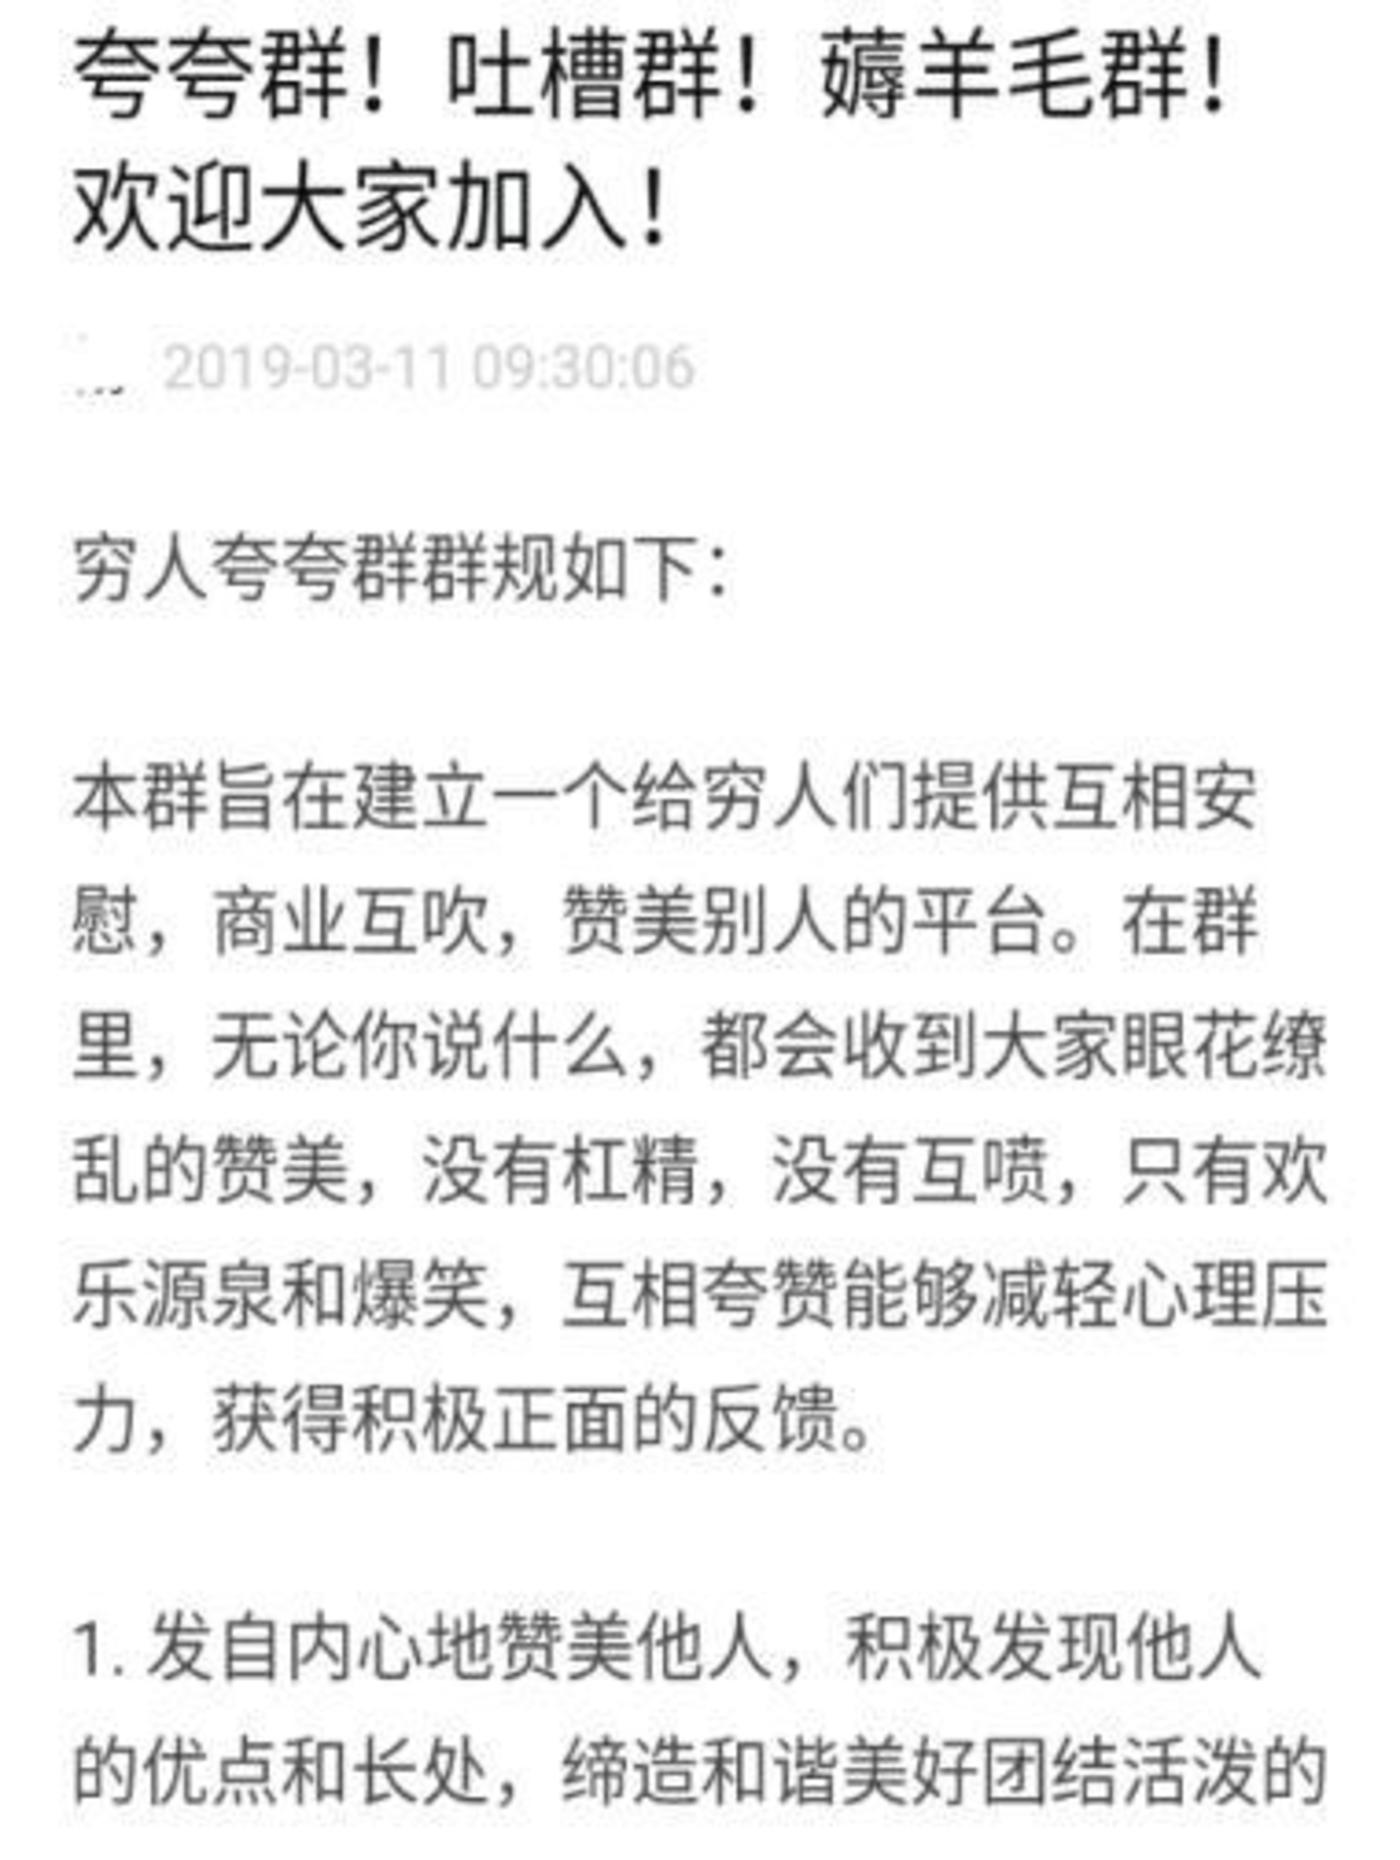 夸夸群！吐槽群！薅羊毛群！
欢迎大家加入！
2019-03-11 09:30:06
穷人夸夸群群规如下：
本群旨在建立一个给穷人们提供互相安
慰，商业互吹，赞美别人的平台。在群
里，无论你说什么，都会收到大家眼花缭
乱的赞美，没有杠精，没有互喷，只有欢
乐源泉和爆笑，互相夸赞能够减轻心理压
力，获得积极正面的反馈。
1. 发自内心地赞美他人，积极发现他人
的优点和长处，缔造和谐美好团结活泼的